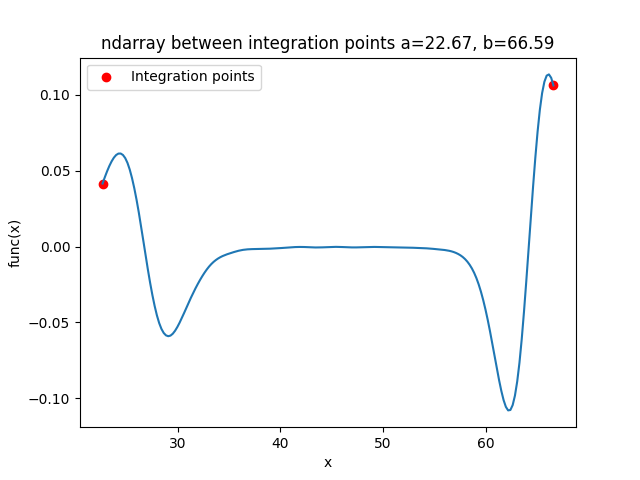 ndarray between integration points a=22.67, b=66.59
Integration points
0.10
0.05
0.00
−0.05
−0.10
func(x)
30 40 50 60
x